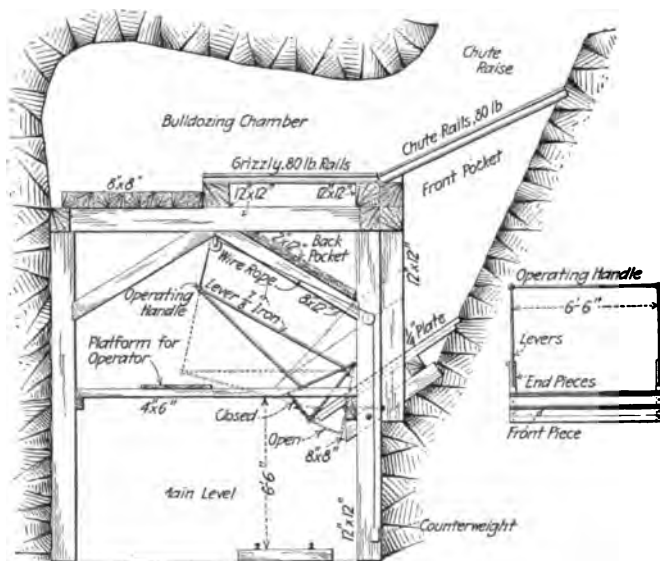 Chute
Raise
Bulldozing Chamber
Chute Rails, 80 lb
Grizzly, 80 lb. Rails
Front Pocket
8"x8"
12"x12"
12"x12"
2"x12"
Back
Pocket
12"x12"
Wire Rope
8x12"
Operating
Handle
Lever Iron
Operating Handle
6'-6"
Platform for
Operator
Plate
Levers
End Pieces
4"x6"
Closed
Open
8"x8"
Front Piece
6'-6"
Main Level
12"x12"
Counterweight